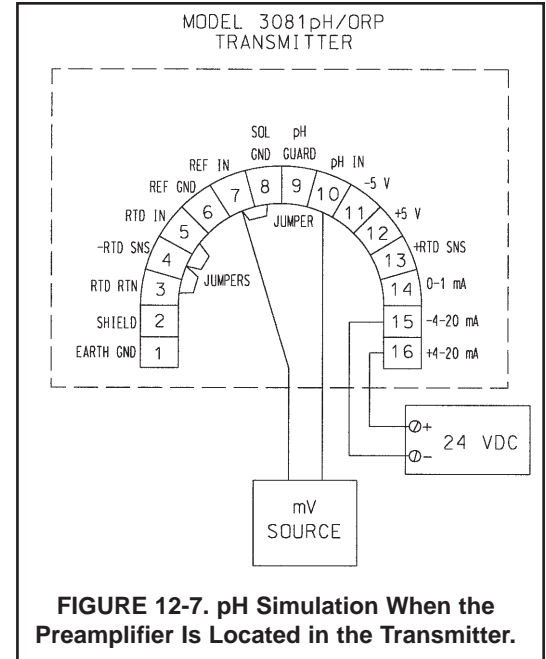 MODEL 3081pH/ORP
TRANSMITTER
SOL pH
GND GUARD
REF IN
pH IN
REF GND
-5 V
RTD IN
+5 V
-RTD SNS
+RTD SNS
RTD RTN
0-1 mA
SHIELD
-4-20 mA
EARTH GND
+4-20 mA
1
2
3
4
5
6
7
8
9
10
11
12
13
14
15
16
JUMPER
JUMPERS
+
-
24 VDC
mV
SOURCE
FIGURE 12-7. pH Simulation When the
Preamplifier Is Located in the Transmitter.